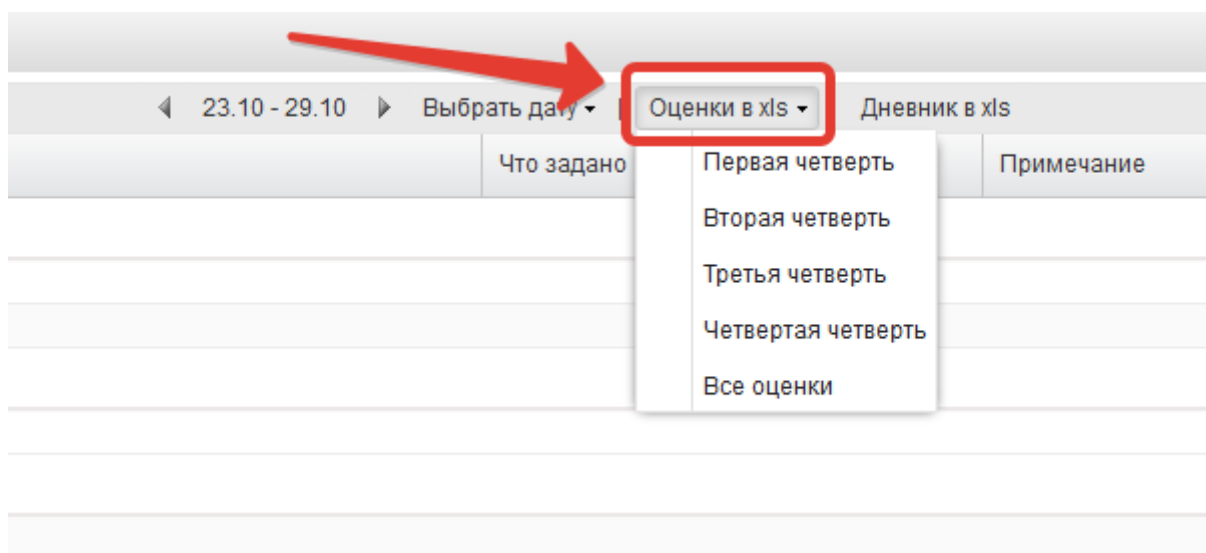 23.10 - 29.10 Выбрать дату Оценки в xls Дневник в xls
Что задано Примечание
Первая четверть
Вторая четверть
Третья четверть
Четвертая четверть
Все оценки